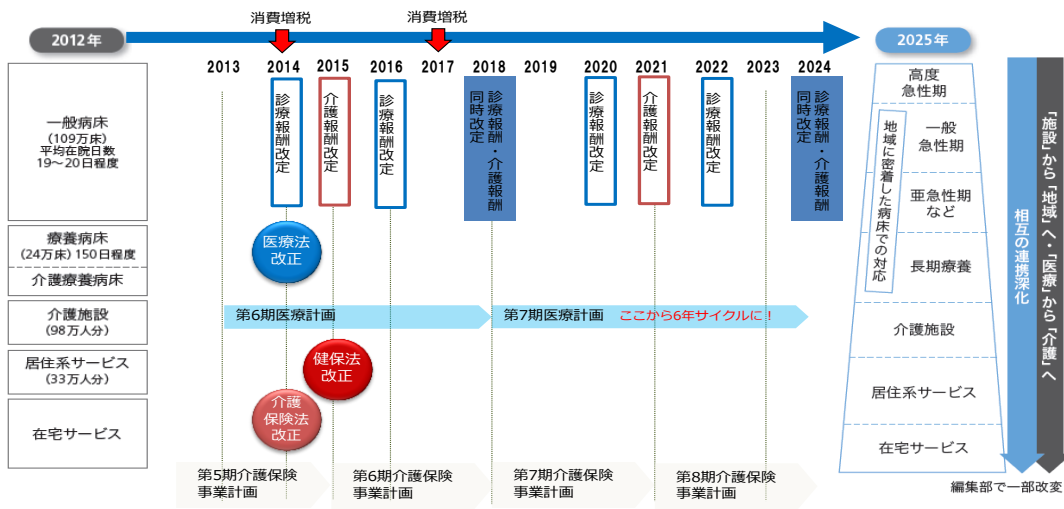 消費増税
消費増税
2012年
2025年
2013
2014
2015
2016
2017
2018
2019
2020
2021
2022
2023
2024
診療報酬改定
介護報酬改定
診療報酬改定
診療報酬・介護報酬
同時改定
診療報酬改定
介護報酬改定
診療報酬改定
診療報酬・介護報酬
同時改定
一般病床
(109万床)
平均在院日数
19～20日程度
療養病床
(24万床) 150日程度
介護療養病床
介護施設
(98万人分)
居住系サービス
(33万人分)
在宅サービス
医療法
改正
第6期医療計画
第7期医療計画 ここから6年サイクルに！
健保法
改正
介護
保険法
改正
第5期介護保険
事業計画
第6期介護保険
事業計画
第7期介護保険
事業計画
第8期介護保険
事業計画
高度
急性期
一般
急性期
亜急性期
など
長期療養
介護施設
居住系サービス
在宅サービス
地域に密着した病床での対応
相互の連携深化
「施設」から「地域」へ・「医療」から「介護」へ
編集部で一部改変